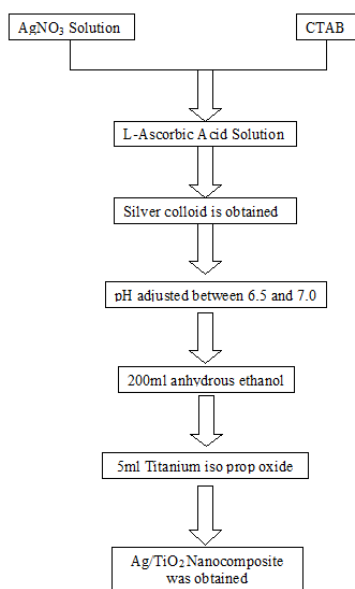 AgNO₃ Solution
CTAB
L-Ascorbic Acid Solution
Silver colloid is obtained
pH adjusted between 6.5 and 7.0
200ml anhydrous ethanol
5ml Titanium iso prop oxide
Ag/TiO₂ Nanocomposite
was obtained